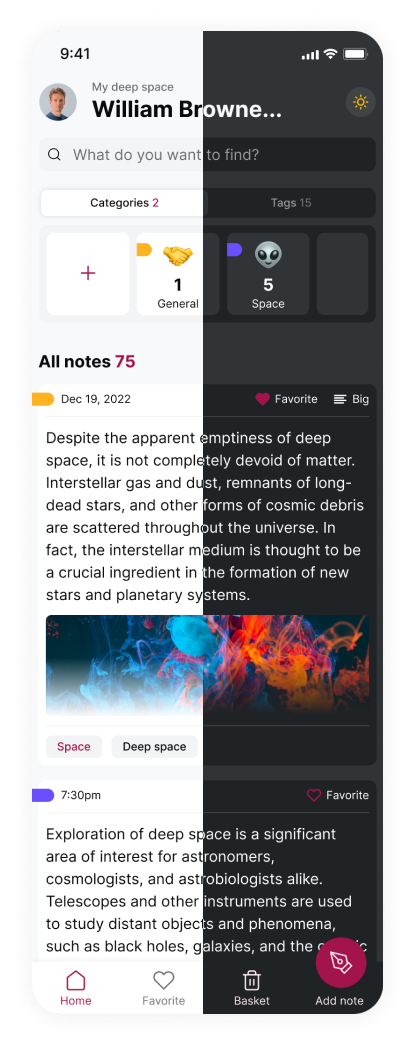 9:41
My deep space
William Browne...
What do you want to find?
Categories 2
Tags 15
1
General
5
Space
All notes 75
Dec 19, 2022
Favorite
Big
Despite the apparent emptiness of deep
space, it is not completely devoid of matter.
Interstellar gas and dust, remnants of long-
dead stars, and other forms of cosmic debris
are scattered throughout the universe. In
fact, the interstellar medium is thought to be
a crucial ingredient in the formation of new
stars and planetary systems.
Space
Deep space
7:30pm
Favorite
Exploration of deep space is a significant
area of interest for astronomers,
cosmologists, and astrobiologists alike.
Telescopes and other instruments are used
to study distant objects and phenomena,
such as black holes, galaxies, and the
Home
Favorite
Basket
Add note